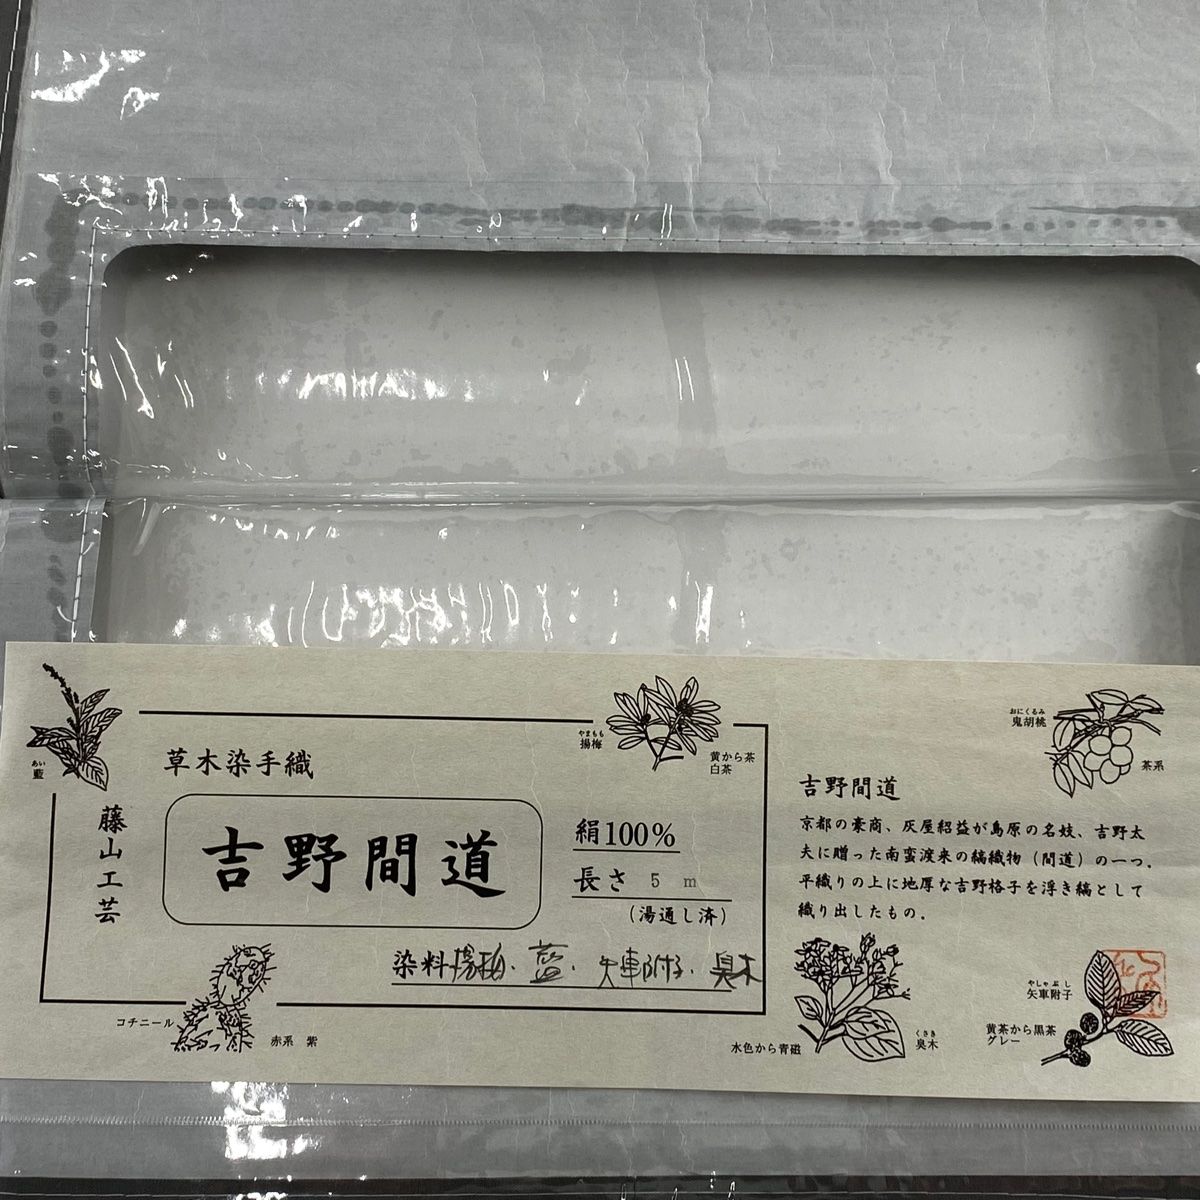 あい
藍
草木染手織
藤山工芸
吉野間道
やまもも
揚梅
黄から茶
白茶
絹100%
長さ 5 m
(湯通し済)
染料揚梅・藍・矢車附子・臭木
コチニール
赤系 紫
おにくるみ
鬼胡桃
茶系
吉野間道
京都の豪商、灰屋紹益が島原の名妓、吉野太
夫に贈った南蛮渡来の縞織物(間道)の一つ.
平織りの上に地厚な吉野格子を浮き縞として
織り出したもの.
水色から青磁
くさき
臭木
やしゃぶし
矢車附子
黄茶から黒茶
グレー